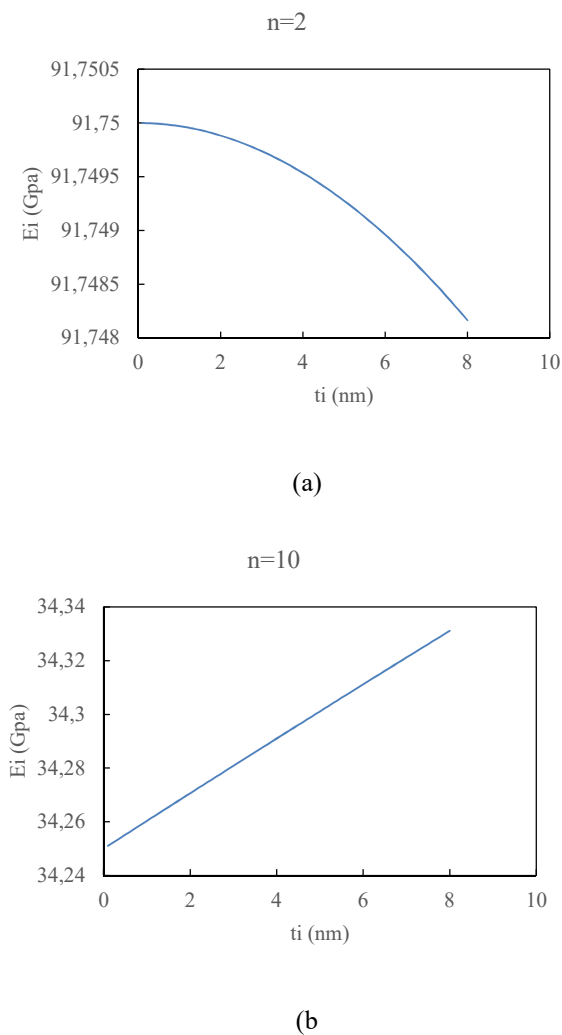 n=2
91,7505
91,75
91,7495
91,749
91,7485
91,748
Ei (Gpa)
0 2 4 6 8 10
ti (nm)
(a)
n=10
34,34
34,32
34,3
34,28
34,26
34,24
Ei (Gpa)
0 2 4 6 8 10
ti (nm)
(b